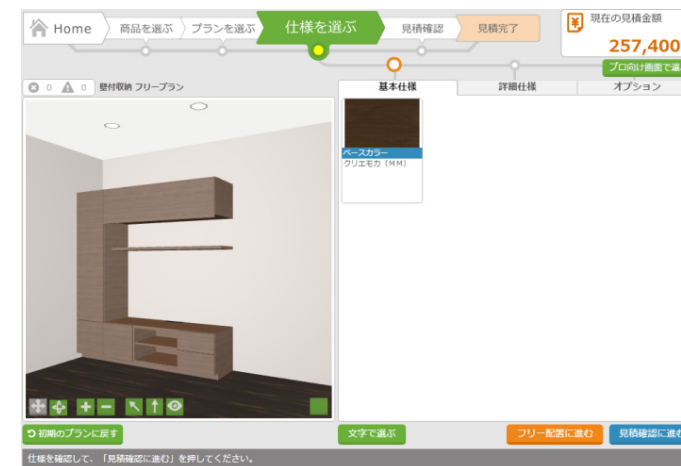 Home
商品を選ぶ
プランを選ぶ
仕様を選ぶ
見積確認
見積完了
現在の見積金額
257,400
プロ向け画面で選
0 0 壁付収納 フリープラン
基本仕様
詳細仕様
オプション
ベースカラー
クリエモカ（MM）
初期のプランに戻す
文字で選ぶ
フリー配置に進む
見積確認に進む
仕様を確認して、「見積確認に進む」を押してください。